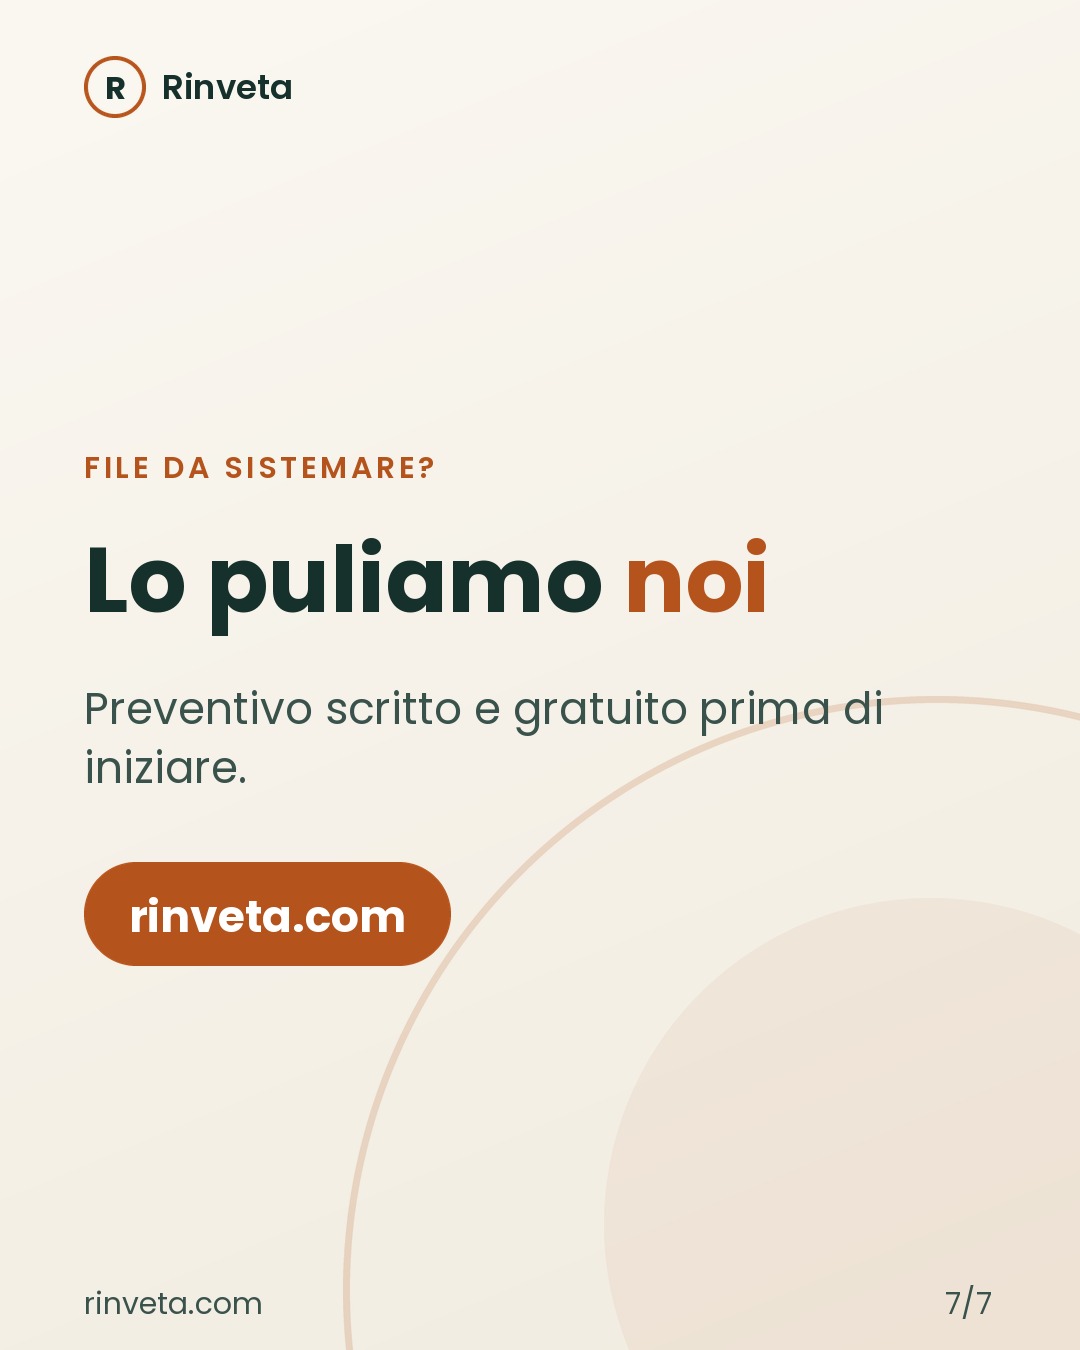 R Rinveta
FILE DA SISTEMARE?
Lo puliamo noi
Preventivo scritto e gratuito prima di
iniziare.
rinveta.com
rinveta.com 7/7